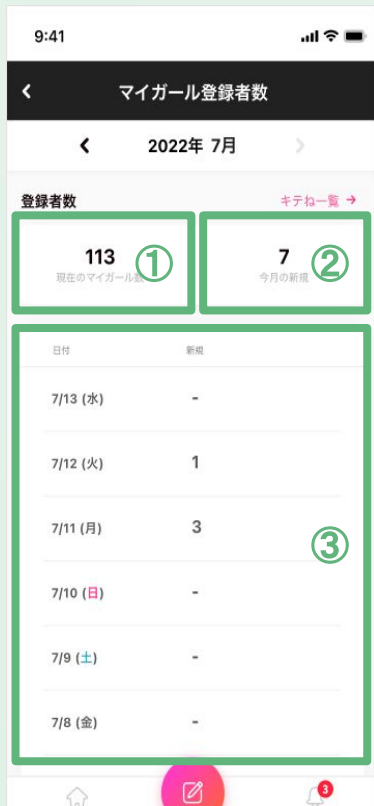 9:41
マイガール登録者数
2022年 7月
登録者数 キテね一覧 →
113 ① 7 ②
現在のマイガール数 今月の新規
日付 新規
7/13 (水) -
7/12 (火) 1
7/11 (月) 3
③
7/10 (日) -
7/9 (土) -
7/8 (金) -
3